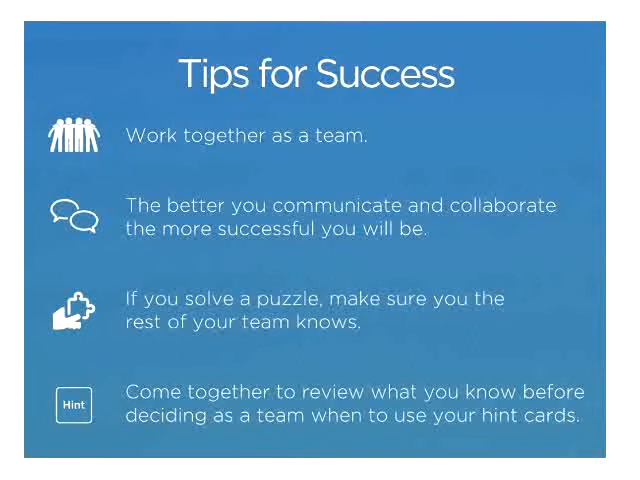 Tips for Success
Work together as a team.
The better you communicate and collaborate
the more successful you will be.
If you solve a puzzle, make sure you the
rest of your team knows.
Hint
Come together to review what you know before
deciding as a team when to use your hint cards.